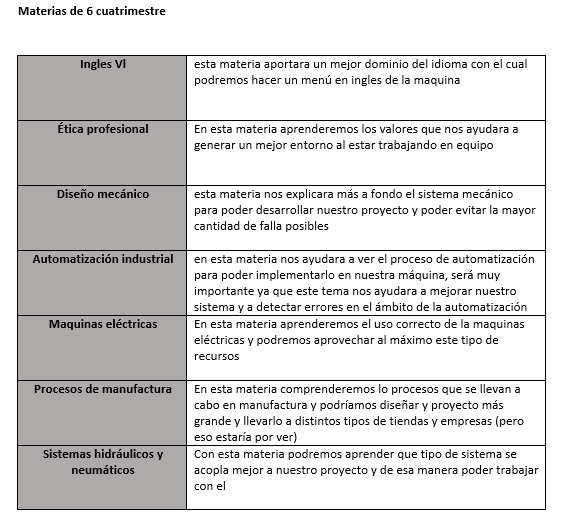 Materias de 6 cuatrimestre
Ingles Vl
esta materia aportara un mejor dominio del idioma con el cual
podremos hacer un menú en ingles de la maquina
Ética profesional
En esta materia aprenderemos los valores que nos ayudara a
generar un mejor entorno al estar trabajando en equipo
Diseño mecánico
esta materia nos explicara más a fondo el sistema mecánico
para poder desarrollar nuestro proyecto y poder evitar la mayor
cantidad de falla posibles
Automatización industrial
en esta materia nos ayudara a ver el proceso de automatización
para poder implementarlo en nuestra máquina, será muy
importante ya que este tema nos ayudara a mejorar nuestro
sistema y a detectar errores en el ámbito de la automatización
Maquinas eléctricas
En esta materia aprenderemos el uso correcto de la maquinas
eléctricas y podremos aprovechar al máximo este tipo de
recursos
Procesos de manufactura
En esta materia comprenderemos lo procesos que se llevan a
cabo en manufactura y podríamos diseñar y proyecto más
grande y llevarlo a distintos tipos de tiendas y empresas (pero
eso estaría por ver)
Sistemas hidráulicos y
neumáticos
Con esta materia podremos aprender que tipo de sistema se
acopla mejor a nuestro proyecto y de esa manera poder trabajar
con el